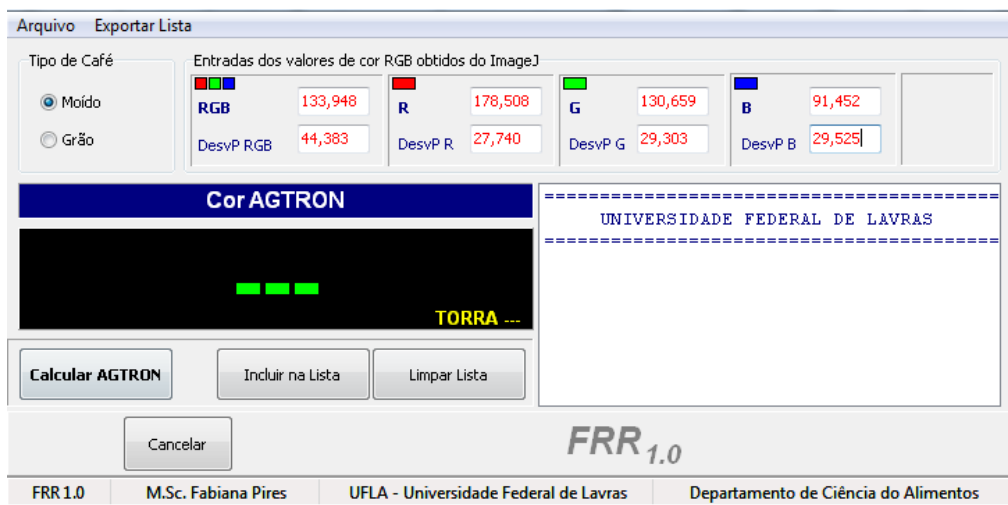 Arquivo Exportar Lista
Tipo de Café
Moído
Grão
Entradas dos valores de cor RGB obtidos do ImageJ
RGB 133,948 R 178,508 G 130,659 B 91,452
DesvP RGB 44,383 DesvP R 27,740 DesvP G 29,303 DesvP B 29,525
Cor AGTRON
---
TORRA ---
==========================================
UNIVERSIDADE FEDERAL DE LAVRAS
==========================================
Calcular AGTRON Incluir na Lista Limpar Lista
Cancelar
FRR 1.0
FRR 1.0 M.Sc. Fabiana Pires UFLA - Universidade Federal de Lavras Departamento de Ciência do Alimentos